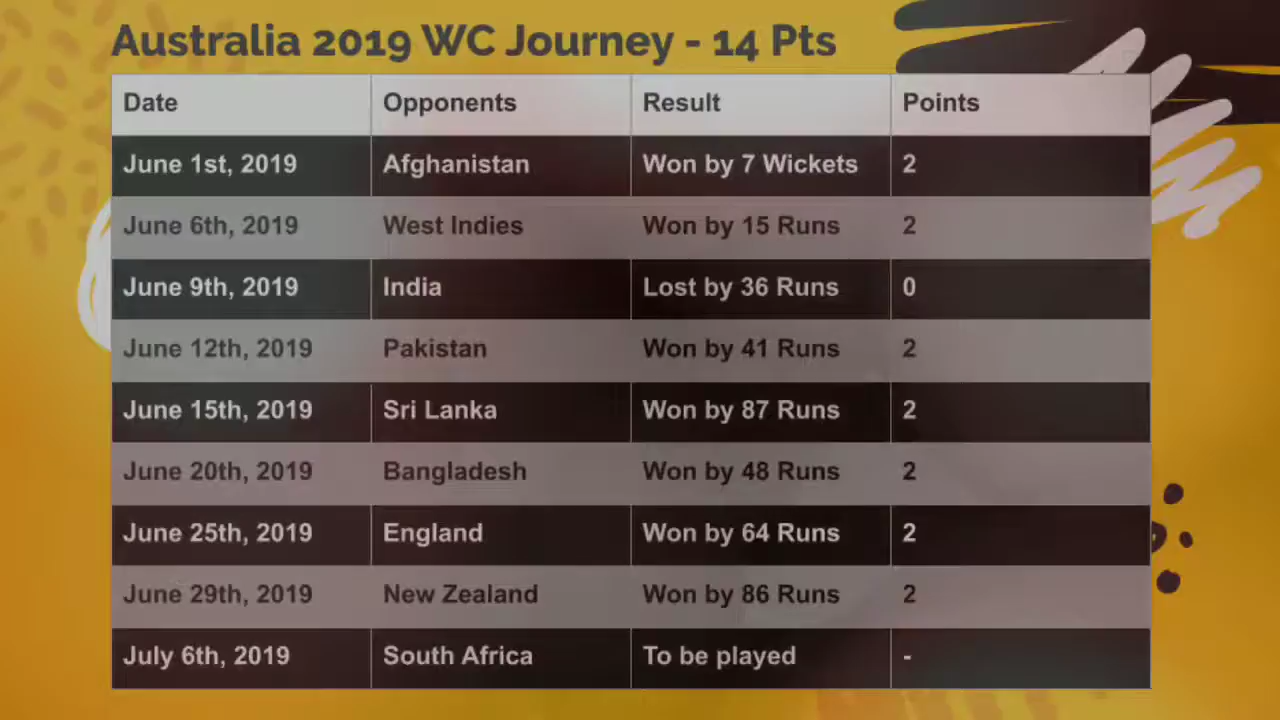 Australia 2019 WC Journey - 14 Pts
Date Opponents Result Points
June 1st, 2019 Afghanistan Won by 7 Wickets 2
June 6th, 2019 West Indies Won by 15 Runs 2
June 9th, 2019 India Lost by 36 Runs 0
June 12th, 2019 Pakistan Won by 41 Runs 2
June 15th, 2019 Sri Lanka Won by 87 Runs 2
June 20th, 2019 Bangladesh Won by 48 Runs 2
June 25th, 2019 England Won by 64 Runs 2
June 29th, 2019 New Zealand Won by 86 Runs 2
July 6th, 2019 South Africa To be played -